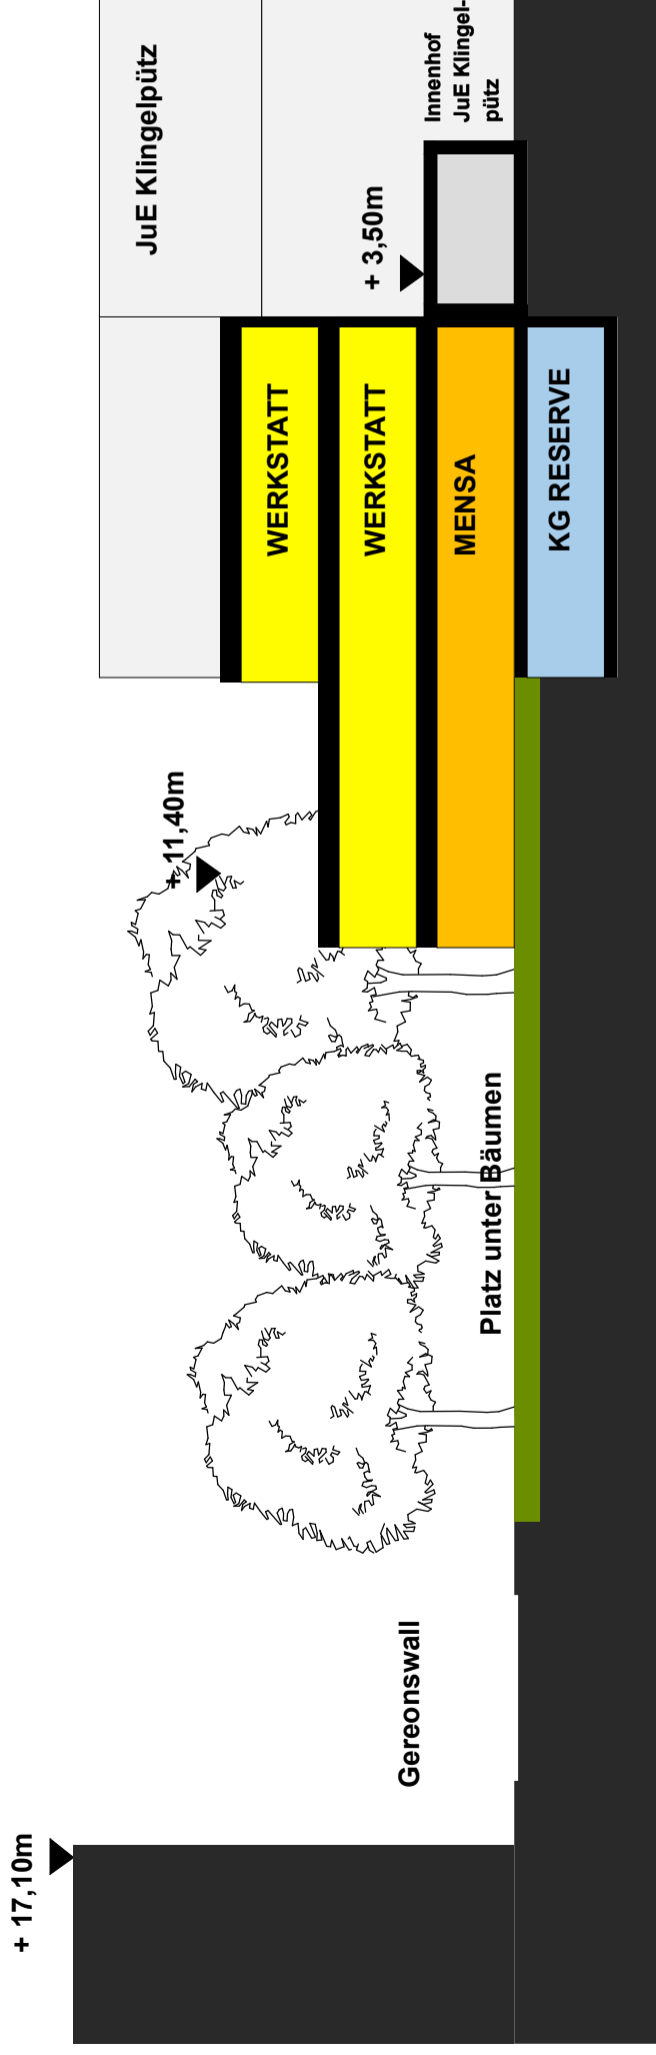 + 17,10m
Gereonswall
Platz unter Bäumen
+ 11,40m
WERKSTATT
WERKSTATT
MENSA
KG RESERVE
JuE Klingelpütz
+ 3,50m
Innenhof
JuE Klingel-
pütz